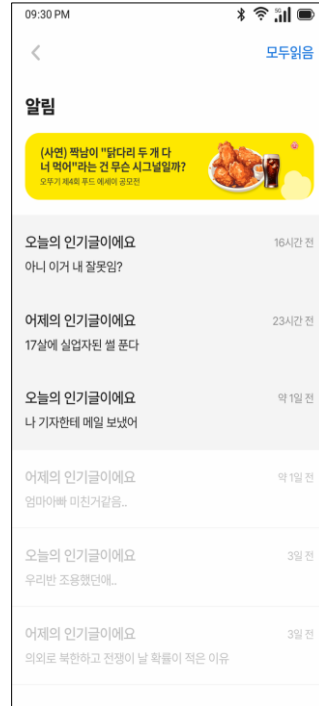 09:30 PM
모두읽음
알림
(사연) 짝남이 "닭다리 두 개 다
너 먹어"라는 건 무슨 시그널일까?
오뚜기 제4회 푸드 에세이 공모전
오늘의 인기글이에요 16시간 전
아니 이거 내 잘못임?
어제의 인기글이에요 23시간 전
17살에 실업자된 썰 푼다
오늘의 인기글이에요 약 1일 전
나 기자한테 메일 보냈어
어제의 인기글이에요 약 1일 전
엄마아빠 미친거같음..
오늘의 인기글이에요 3일 전
우리반 조용했던애..
어제의 인기글이에요 3일 전
의외로 북한하고 전쟁이 날 확률이 적은 이유